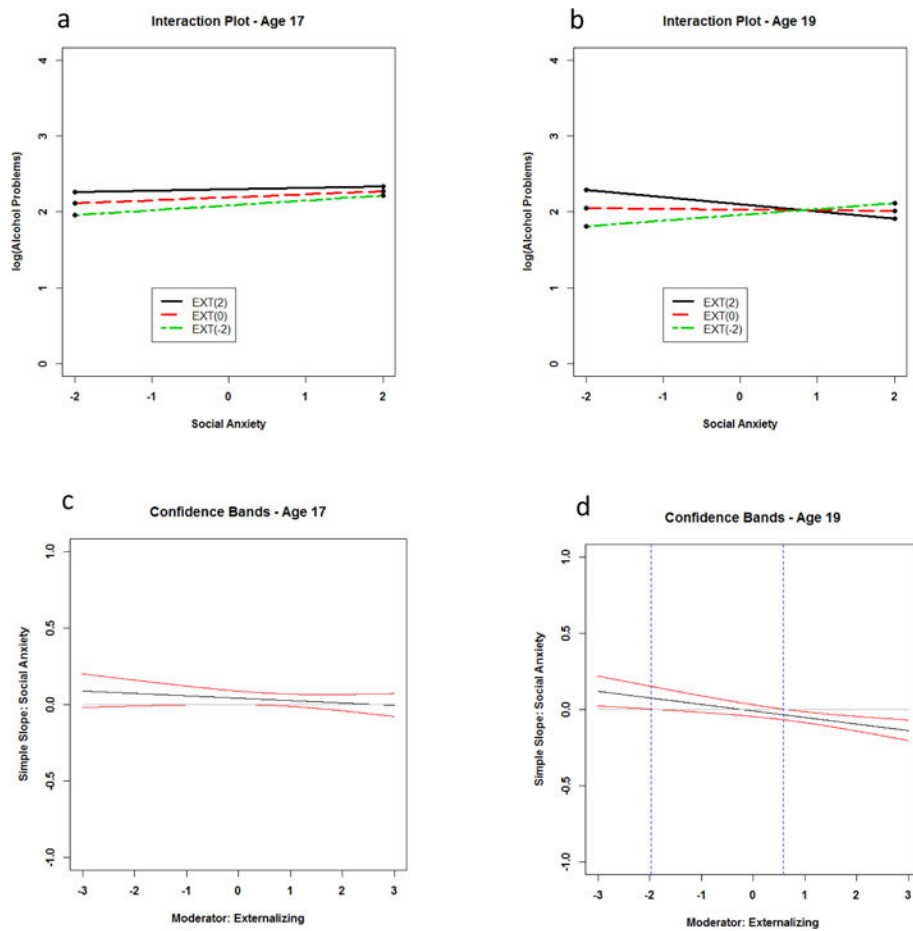 a
Interaction Plot - Age 17
log(Alcohol Problems)
4
3
2
1
0
EXT(2)
EXT(0)
EXT(-2)
-2 -1 0 1 2
Social Anxiety
b
Interaction Plot - Age 19
log(Alcohol Problems)
4
3
2
1
0
EXT(2)
EXT(0)
EXT(-2)
-2 -1 0 1 2
Social Anxiety
c
Confidence Bands - Age 17
Simple Slope: Social Anxiety
1.0
0.5
0.0
-0.5
-1.0
-3 -2 -1 0 1 2 3
Moderator: Externalizing
d
Confidence Bands - Age 19
Simple Slope: Social Anxiety
1.0
0.5
0.0
-0.5
-1.0
-3 -2 -1 0 1 2 3
Moderator: Externalizing